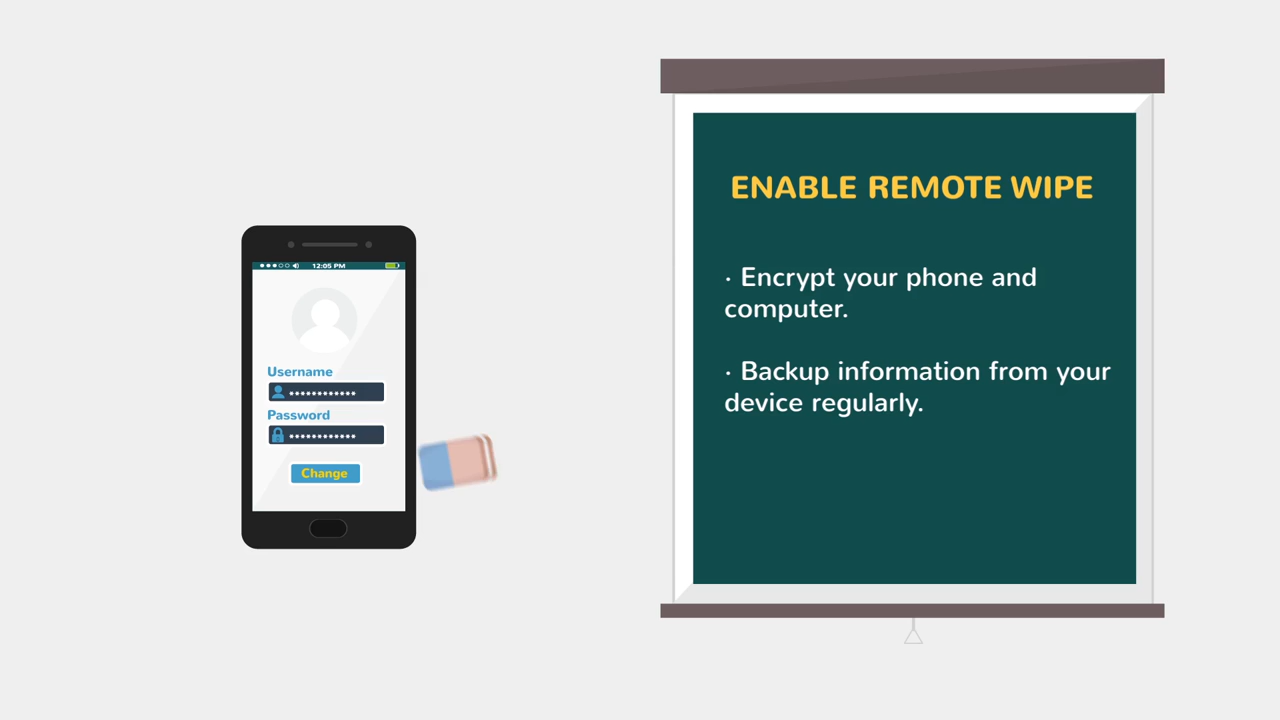 12:05 PM
Username
************
Password
************
Change
ENABLE REMOTE WIPE
· Encrypt your phone and
computer.
· Backup information from your
device regularly.